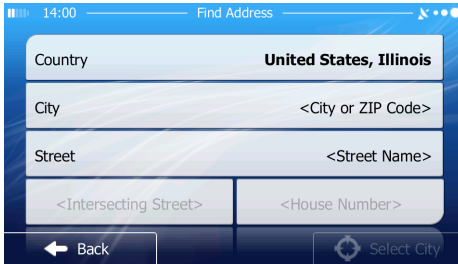 14:00 Find Address
Country United States, Illinois
City <City or ZIP Code>
Street <Street Name>
<Intersecting Street> <House Number>
Back Select City